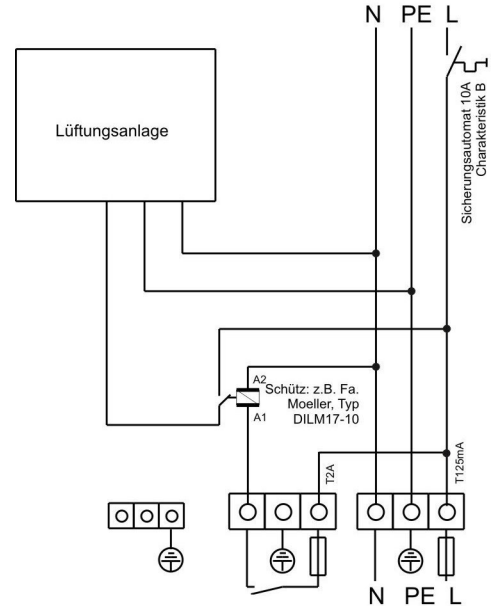 N PE L
Sicherungsautomat 10A
Charakteristik B
Lüftungsanlage
A2
Schütz: z.B. Fa.
Moeller, Typ
DILM17-10
A1
T2A
T125mA
N PE L